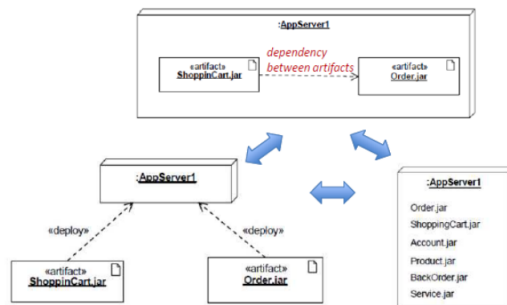 :AppServer1
dependency
between artifacts
«artifact»
ShoppinCart.jar
«artifact»
Order.jar
:AppServer1
«deploy»
«deploy»
«artifact»
ShoppinCart.jar
«artifact»
Order.jar
:AppServer1
Order.jar
ShoppingCart.jar
Account.jar
Product.jar
BackOrder.jar
Service.jar